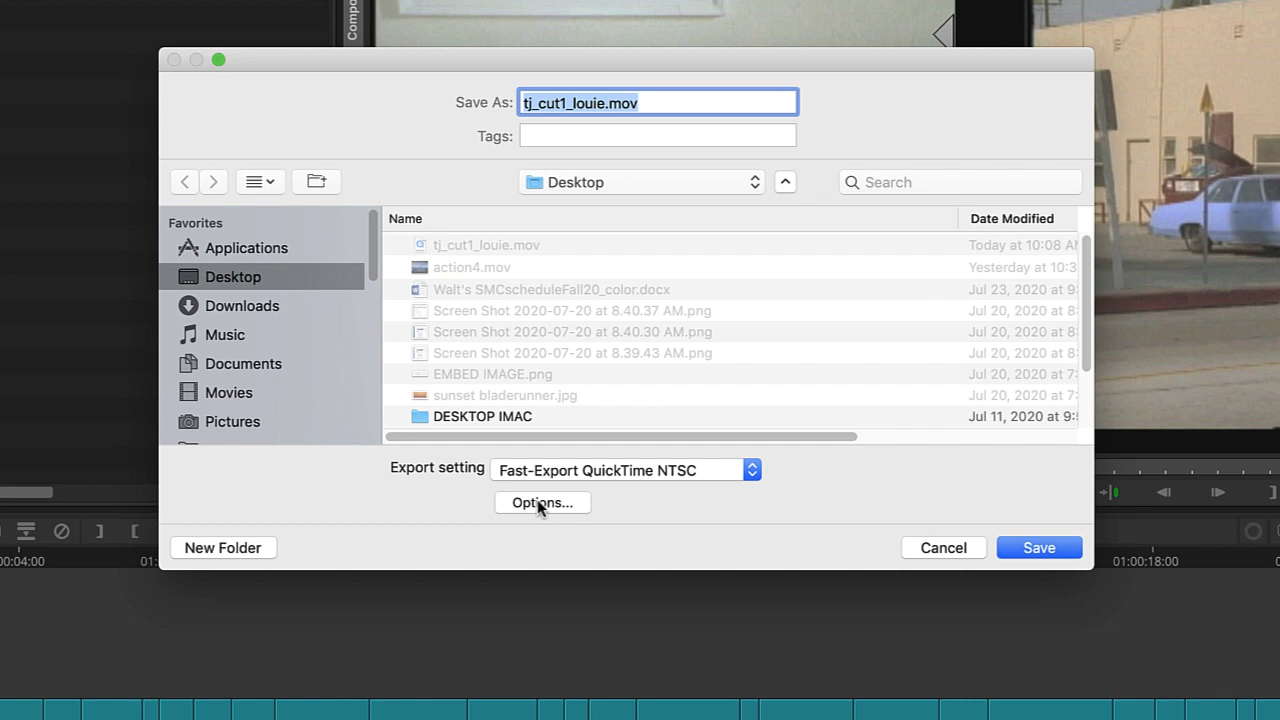 Compo
Save As: tj_cut1_louie.mov
Tags:
Desktop
Search
Favorites
Applications
Desktop
Downloads
Music
Documents
Movies
Pictures
Name Date Modified
tj_cut1_louie.mov Today at 10:08 AM
action4.mov Yesterday at 10:3
Walt's SMCscheduleFall20_color.docx Jul 23, 2020 at 9
Screen Shot 2020-07-20 at 8.40.37 AM.png Jul 20, 2020 at 8:
Screen Shot 2020-07-20 at 8.40.30 AM.png Jul 20, 2020 at 8:
Screen Shot 2020-07-20 at 8.39.43 AM.png Jul 20, 2020 at 8:
EMBED IMAGE.png Jul 20, 2020 at 7:
sunset bladerunner.jpg Jul 20, 2020 at 7:
DESKTOP IMAC Jul 11, 2020 at 9:
Export setting Fast-Export QuickTime NTSC
Options...
New Folder Cancel Save
00:04:00 01: 01:00:18:00